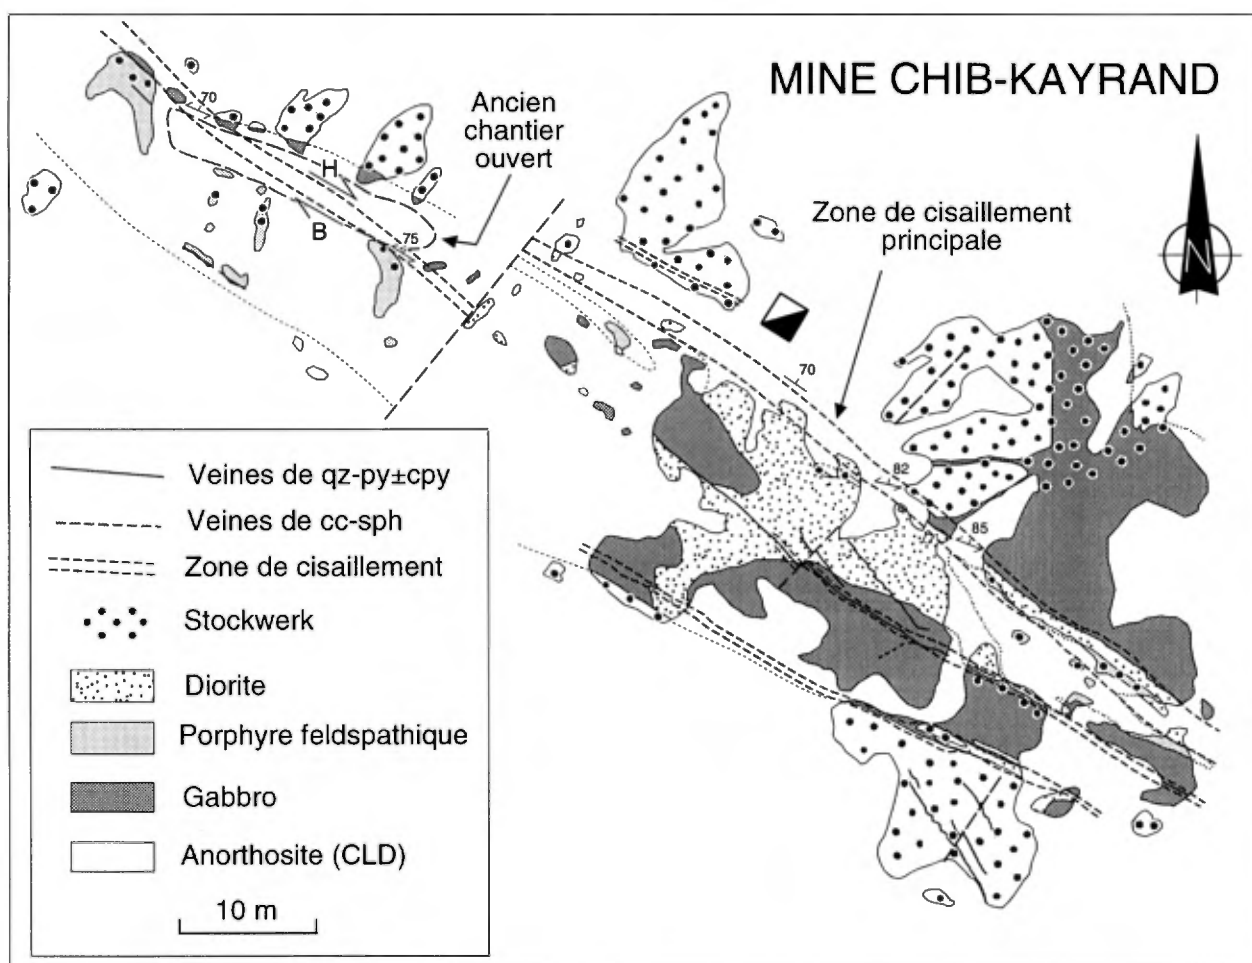 MINE CHIB-KAYRAND
Ancien
chantier
ouvert
Zone de cisaillement
principale
N
70
H
B
75
70
82
85
Veines de qz-py±cpy
Veines de cc-sph
Zone de cisaillement
Stockwerk
Diorite
Porphyre feldspathique
Gabbro
Anorthosite (CLD)
10 m